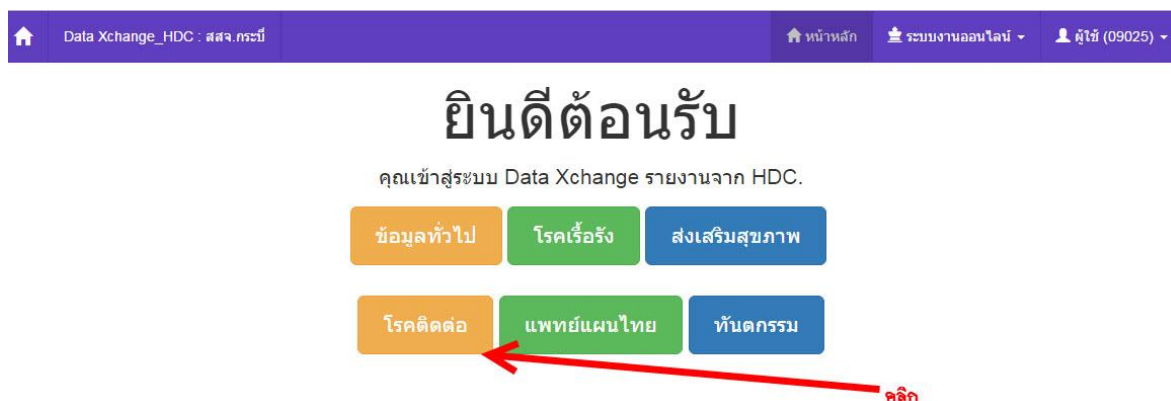 Data Xchange_HDC : สสจ.กระบี่ หน้าหลัก ระบบงานออนไลน์ ผู้ใช้ (09025)
ยินดีต้อนรับ
คุณเข้าสู่ระบบ Data Xchange รายงานจาก HDC.
ข้อมูลทั่วไป โรคเรื้อรัง ส่งเสริมสุขภาพ
โรคติดต่อ แพทย์แผนไทย ทันตกรรม
คลิก